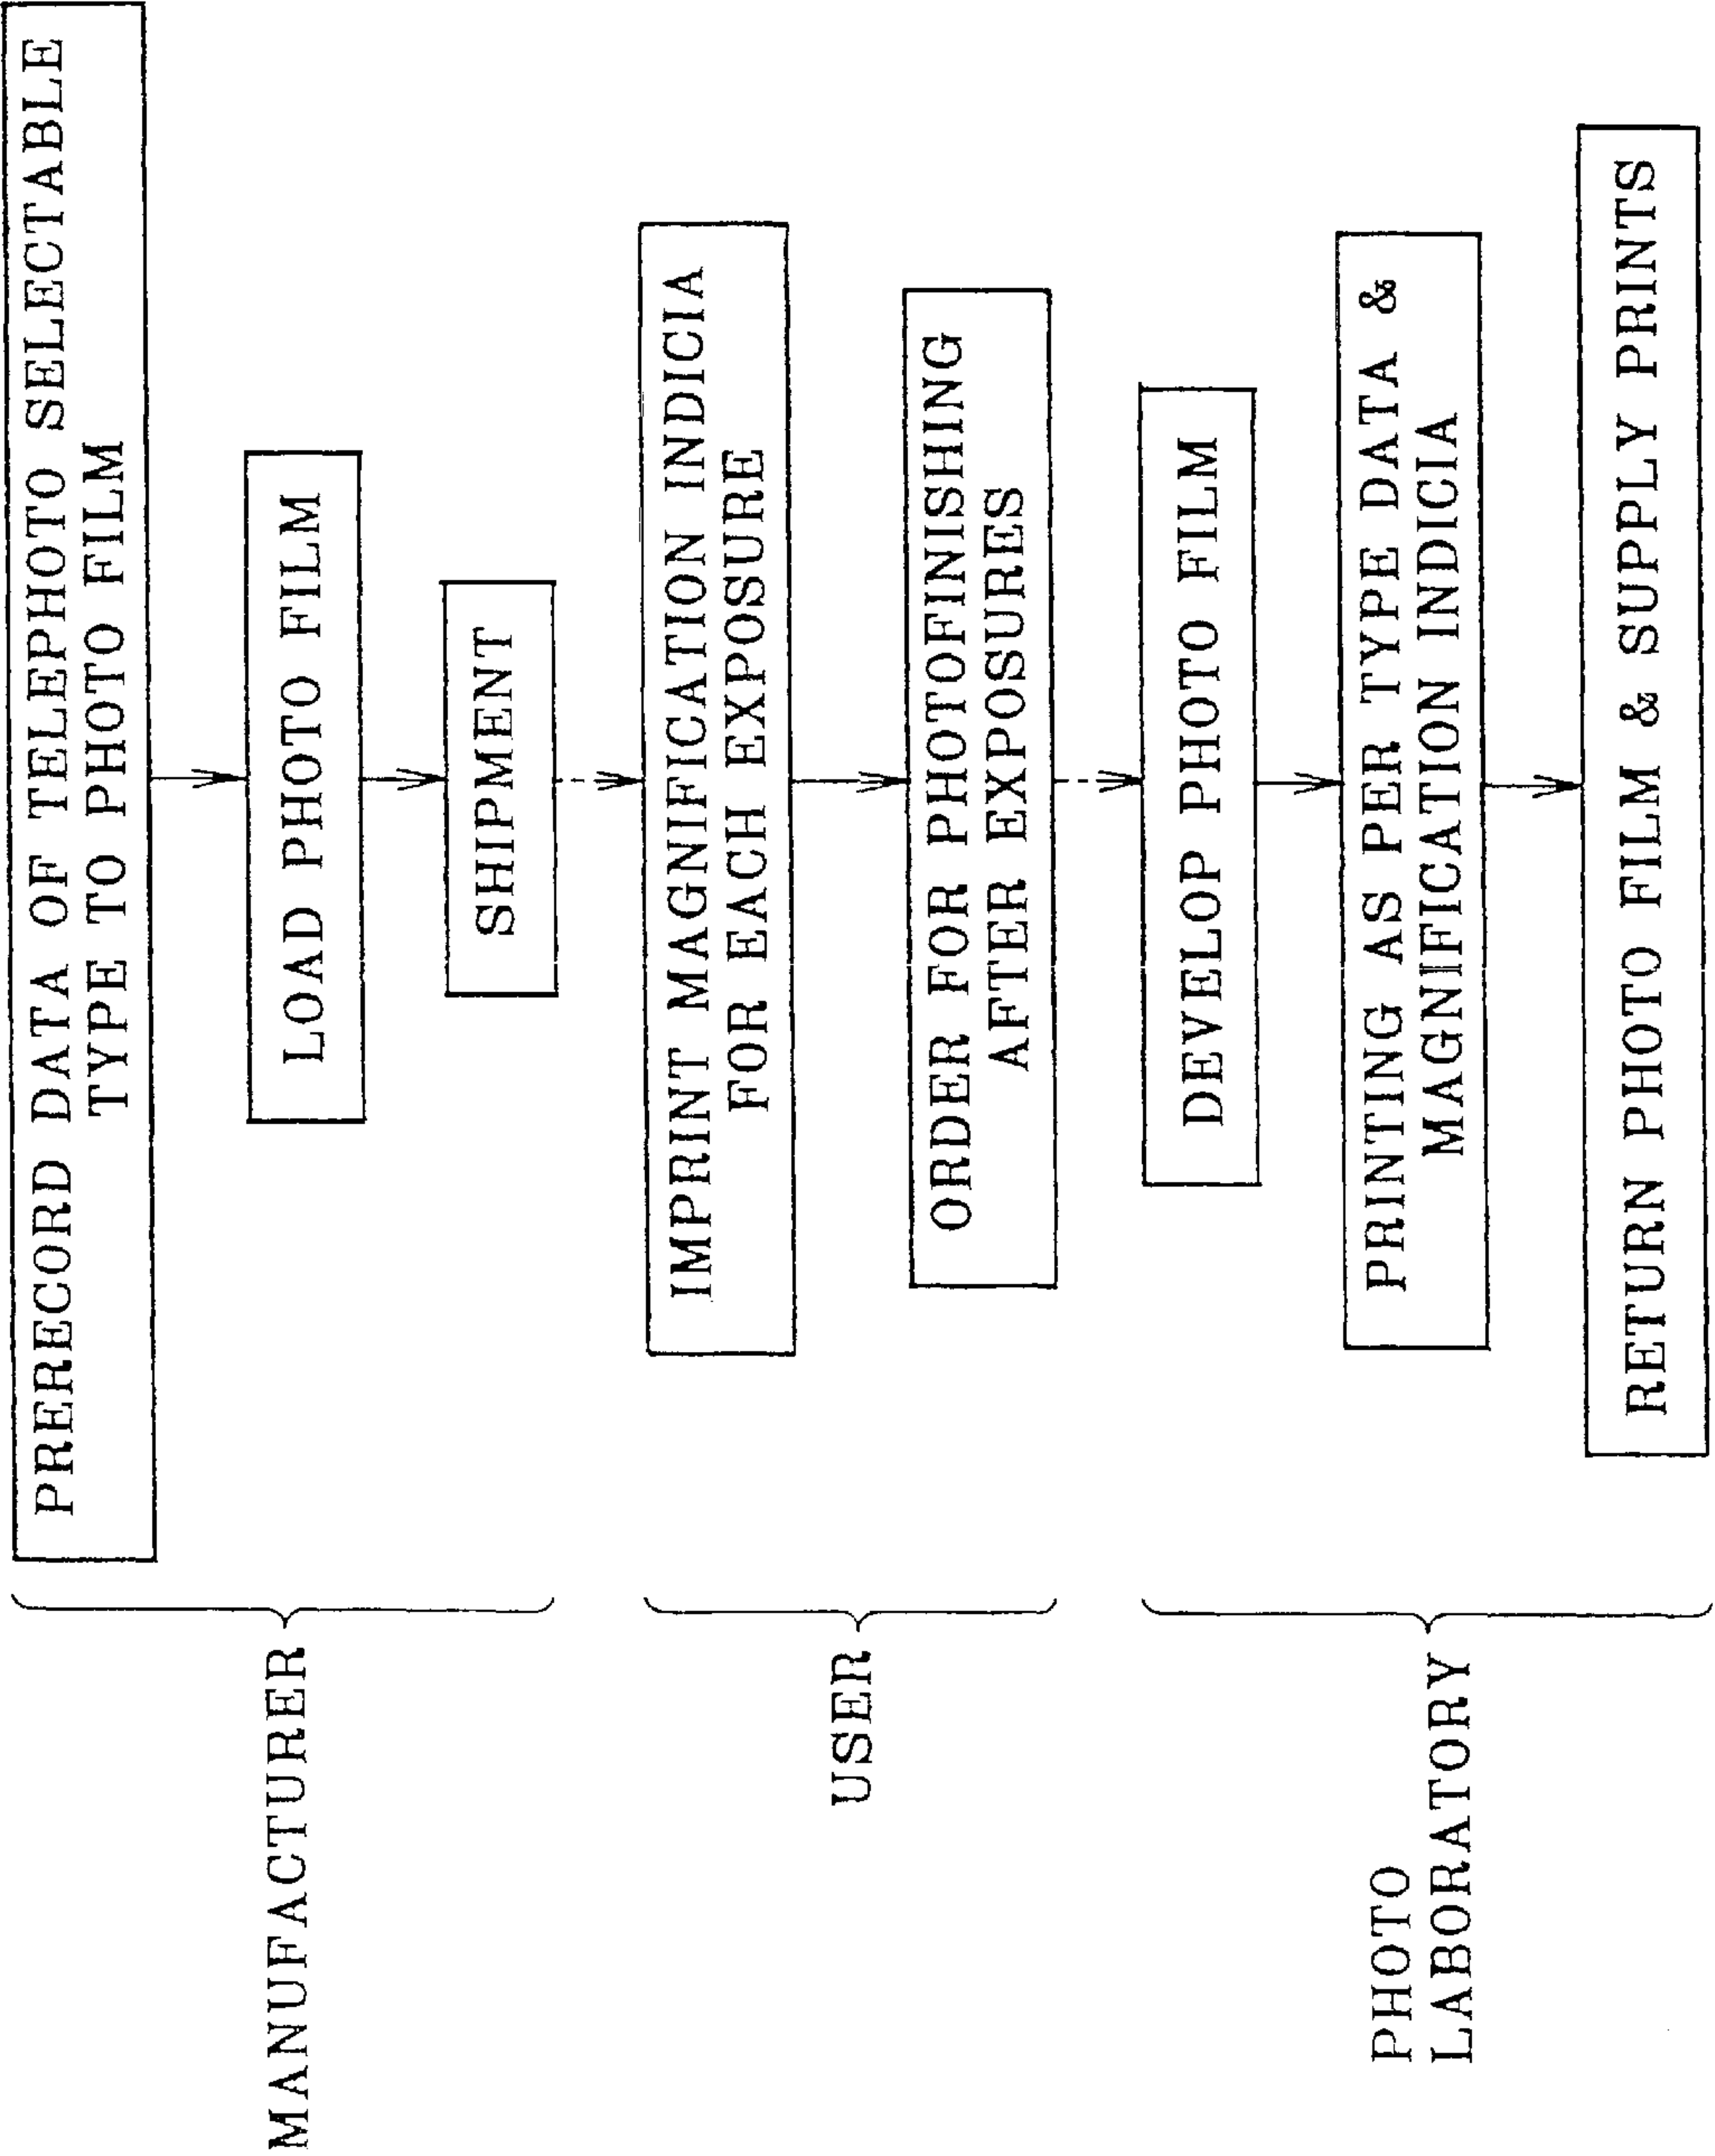 MANUFACTURER
PRERECORD DATA OF TELEPHOTO SELECTABLE
TYPE TO PHOTO FILM
LOAD PHOTO FILM
SHIPMENT
USER
IMPRINT MAGNIFICATION INDICIA
FOR EACH EXPOSURE
ORDER FOR PHOTOFINISHING
AFTER EXPOSURES
PHOTO
LABORATORY
DEVELOP PHOTO FILM
PRINTING AS PER TYPE DATA &
MAGNIFICATION INDICIA
RETURN PHOTO FILM & SUPPLY PRINTS